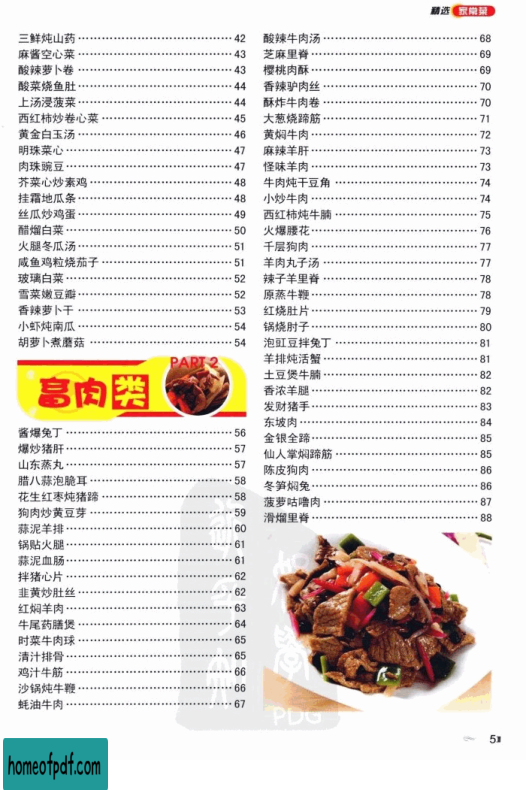 精选 家常菜
三鲜炖山药 42
麻酱空心菜 43
酸辣萝卜卷 43
酸菜烧鱼肚 44
上汤浸菠菜 44
西红柿炒卷心菜 45
黄金白玉汤 46
明珠菜心 47
肉珠豌豆 47
芥菜心炒素鸡 48
挂霜地瓜条 48
丝瓜炒鸡蛋 49
醋熘白菜 50
火腿冬瓜汤 51
咸鱼鸡粒烧茄子 51
玻璃白菜 52
雪菜嫩豆瓣 52
香辣萝卜干 53
小虾炖南瓜 54
胡萝卜煮蘑菇 54
PART 2
畜肉类
酱爆兔丁 56
爆炒猪肝 57
山东蒸丸 57
腊八蒜泡脆耳 58
花生红枣炖猪蹄 58
狗肉炒黄豆芽 59
蒜泥羊排 60
锅贴火腿 61
蒜泥血肠 61
拌猪心片 62
韭黄炒肚丝 62
红焖羊肉 63
牛尾药膳煲 64
时菜牛肉球 65
清汁排骨 65
鸡汁牛筋 66
沙锅炖牛鞭 66
蚝油牛肉 67
酸辣牛肉汤 68
芝麻里脊 69
樱桃肉酥 69
香辣驴肉丝 70
酥炸牛肉卷 70
大葱烧蹄筋 71
黄焖牛肉 72
麻辣羊肝 73
怪味羊肉 73
牛肉炖干豆角 74
小炒牛肉 74
西红柿炖牛腩 75
火爆腰花 76
千层狗肉 77
羊肉丸子汤 77
辣子羊里脊 78
原蒸牛鞭 78
红烧肚片 79
锅烧肘子 80
泡豇豆拌兔丁 81
羊排炖活蟹 81
土豆煲牛腩 82
香浓羊腿 82
发财猪手 83
东坡肉 84
金银全蹄 85
仙人掌焖蹄筋 85
陈皮狗肉 86
冬笋焖兔 86
菠萝咕噜肉 87
滑熘里脊 88
PDG
5
homeofpdf.com